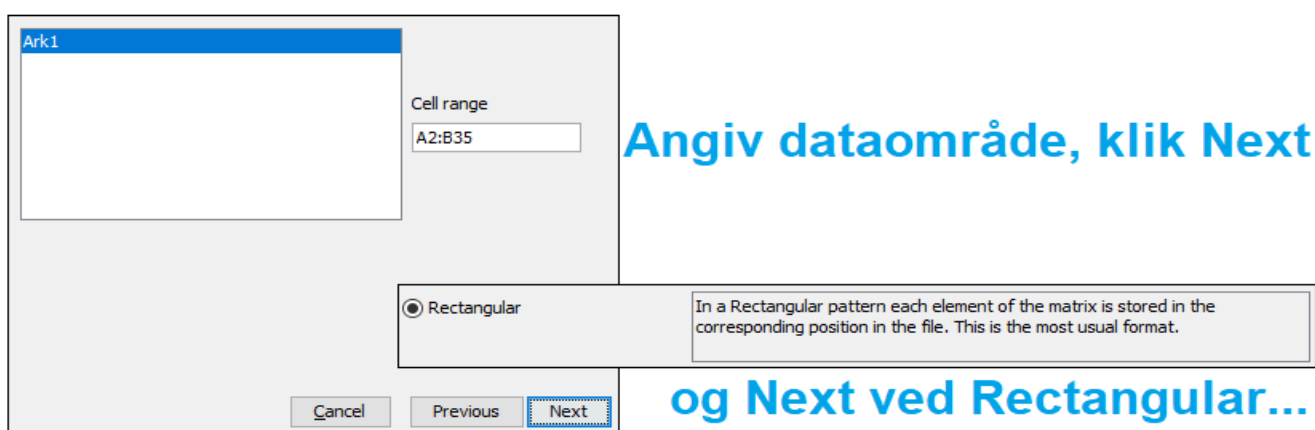 Ark1
Cell range
A2:B35
Angiv dataområde, klik Next
Rectangular
In a Rectangular pattern each element of the matrix is stored in the
corresponding position in the file. This is the most usual format.
og Next ved Rectangular...
Cancel Previous Next